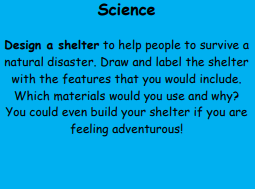 Science
Design a shelter to help people to survive a
natural disaster. Draw and label the shelter
with the features that you would include.
Which materials would you use and why?
You could even build your shelter if you are
feeling adventurous!